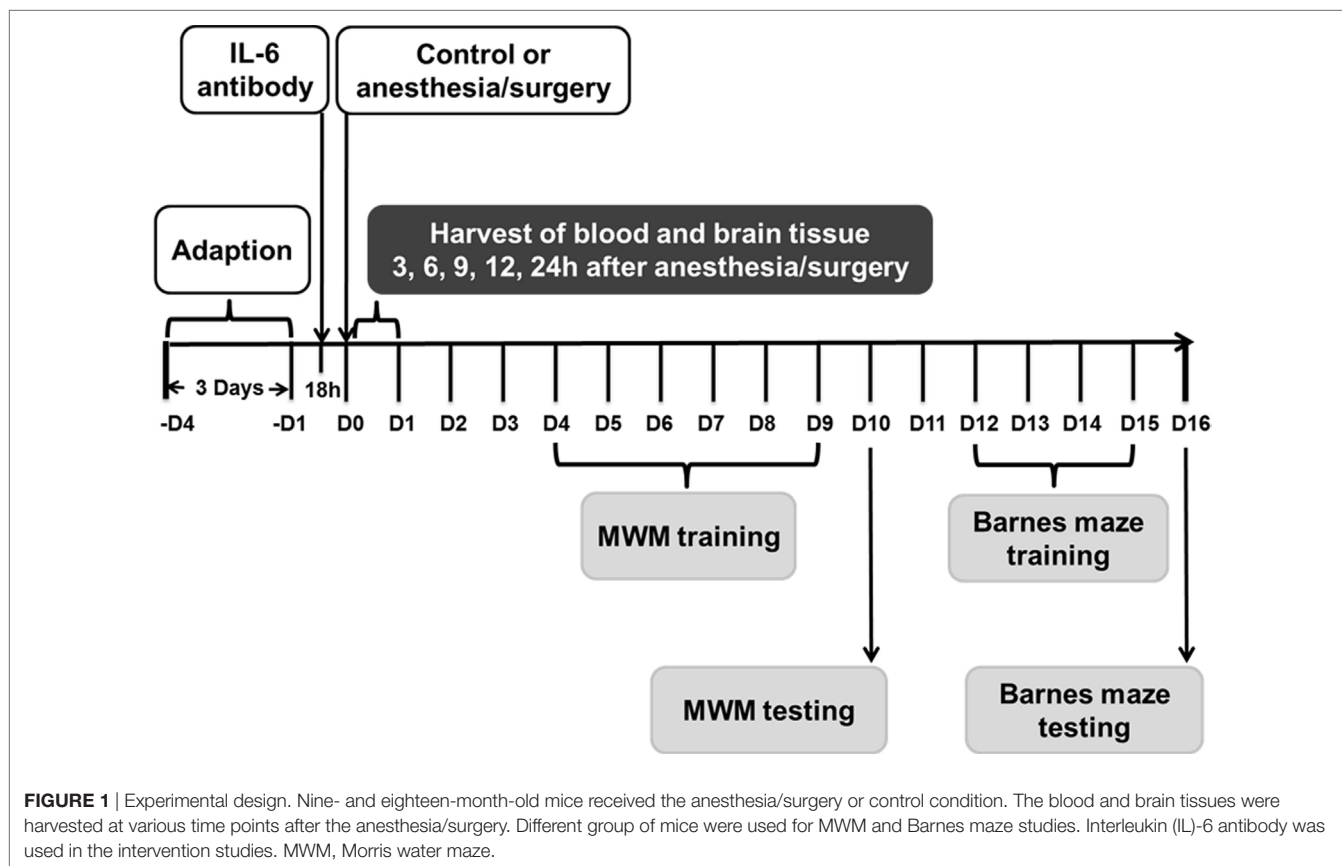 IL-6
antibody
Control or
anesthesia/surgery
Adaption
Harvest of blood and brain tissue
3, 6, 9, 12, 24h after anesthesia/surgery
3 Days
18h
-D4
-D1
D0
D1
D2
D3
D4
D5
D6
D7
D8
D9
D10
D11
D12
D13
D14
D15
D16
MWM training
Barnes maze
training
MWM testing
Barnes maze
testing
FIGURE 1 | Experimental design. Nine- and eighteen-month-old mice received the anesthesia/surgery or control condition. The blood and brain tissues were
harvested at various time points after the anesthesia/surgery. Different group of mice were used for MWM and Barnes maze studies. Interleukin (IL)-6 antibody was
used in the intervention studies. MWM, Morris water maze.